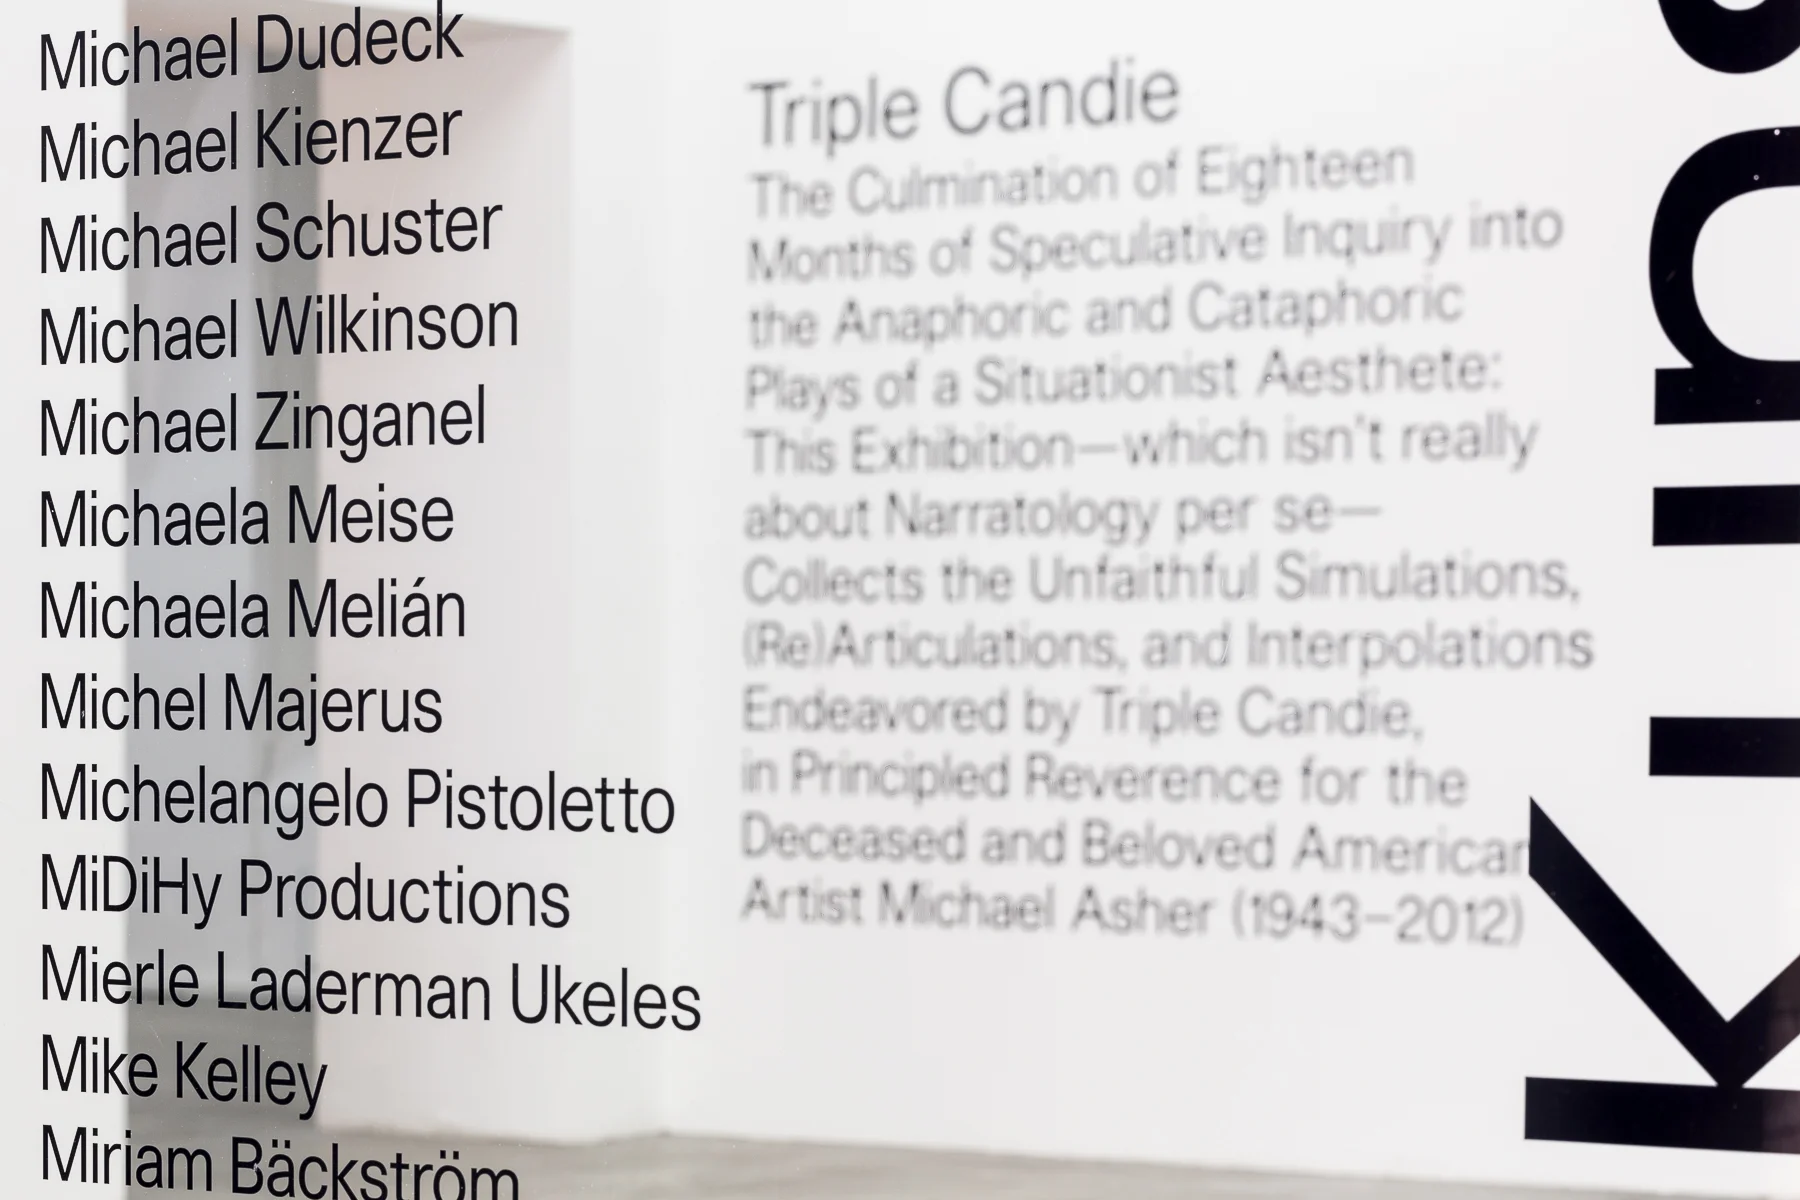 Michael Dudeck
Michael Kienzer
Michael Schuster
Michael Wilkinson
Michael Zinganel
Michaela Meise
Michaela Melián
Michel Majerus
Michelangelo Pistoletto
MiDiHy Productions
Mierle Laderman Ukeles
Mike Kelley
Miriam Bäckström
Triple Candie
The Culmination of Eighteen
Months of Speculative Inquiry into
the Anaphoric and Cataphoric
Plays of a Situationist Aesthete:
This Exhibition—which isn't really
about Narratology per se—
Collects the Unfaithful Simulations,
(Re)Articulations, and Interpolations
Endeavored by Triple Candie,
in Principled Reverence for the
Deceased and Beloved American
Artist Michael Asher (1943–2012)